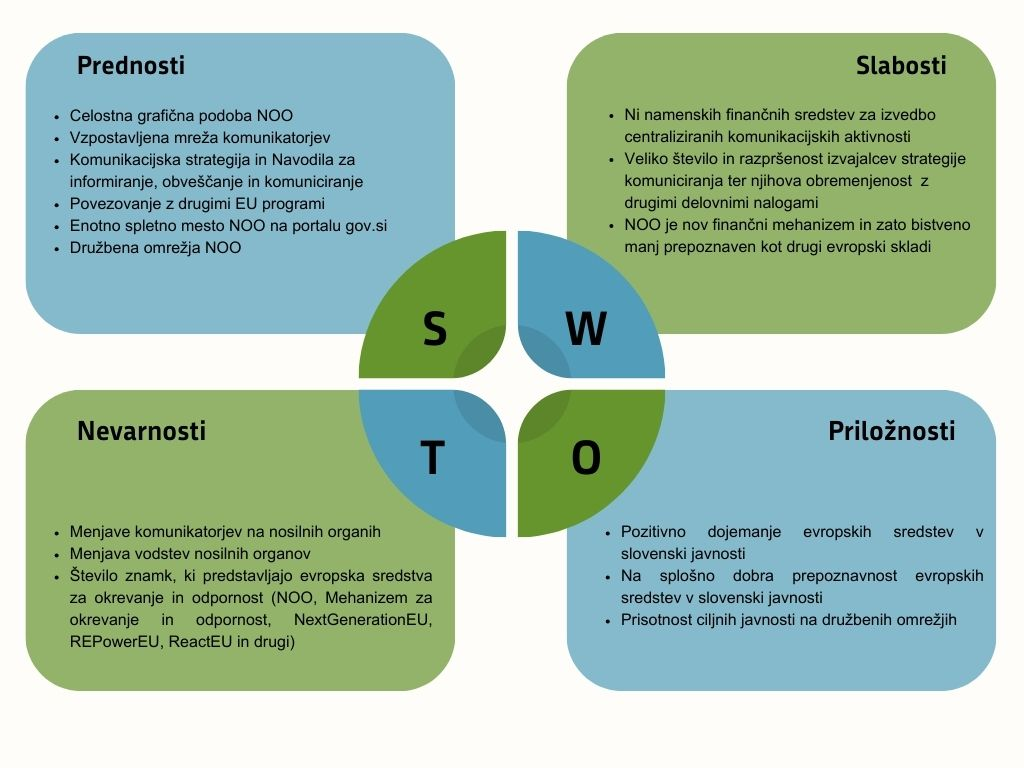 Prednosti
Celostna grafična podoba NOO
Vzpostavljena mreža komunikatorjev
Komunikacijska strategija in Navodila za
informiranje, obveščanje in komuniciranje
Povezovanje z drugimi EU programi
Enotno spletno mesto NOO na portalu gov.si
Družbena omrežja NOO
Slabosti
Ni namenskih finančnih sredstev za izvedbo
centraliziranih komunikacijskih aktivnosti
Veliko število in razpršenost izvajalcev strategije
komuniciranja ter njihova obremenjenost z
drugimi delovnimi nalogami
NOO je nov finančni mehanizem in zato bistveno
manj prepoznaven kot drugi evropski skladi
S
W
T
O
Nevarnosti
Menjave komunikatorjev na nosilnih organih
Menjava vodstev nosilnih organov
Število znamk, ki predstavljajo evropska sredstva
za okrevanje in odpornost (NOO, Mehanizem za
okrevanje in odpornost, NextGenerationEU,
REPowerEU, ReactEU in drugi)
Priložnosti
Pozitivno dojemanje evropskih sredstev v
slovenski javnosti
Na splošno dobra prepoznavnost evropskih
sredstev v slovenski javnosti
Prisotnost ciljnih javnosti na družbenih omrežjih